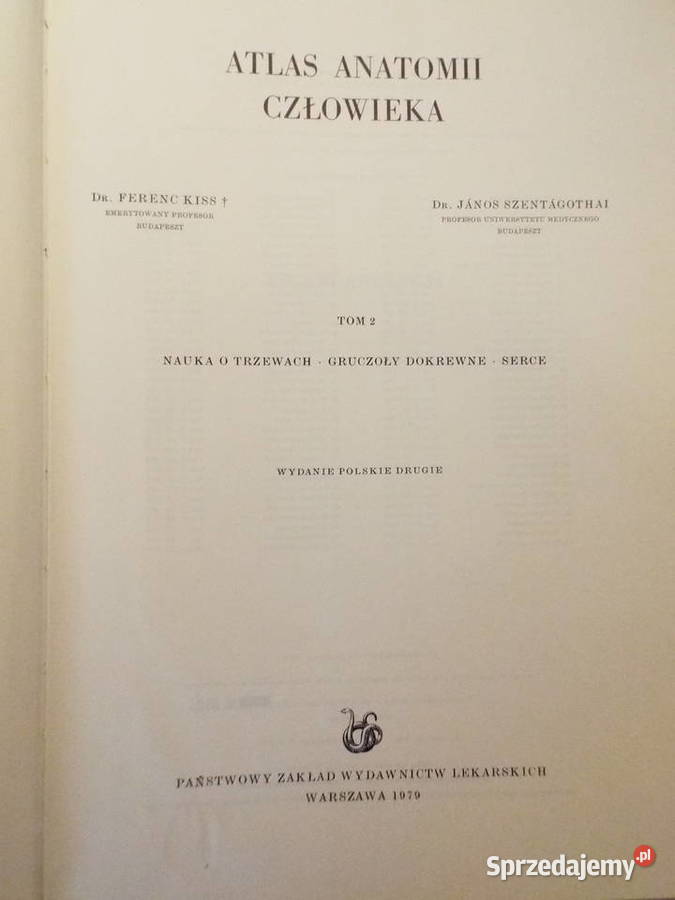 ATLAS ANATOMII
CZŁOWIEKA
DR. FERENC KISS †
EMERYTOWANY PROFESOR
BUDAPESZT
DR. JÁNOS SZENTÁGOTHAI
PROFESOR UNIWERSYTETU MEDYCZNEGO
BUDAPESZT
TOM 2
NAUKA O TRZEWACH · GRUCZOŁY DOKREWNE · SERCE
WYDANIE POLSKIE DRUGIE
PAŃSTWOWY ZAKŁAD WYDAWNICTW LEKARSKICH
WARSZAWA 1979
Sprzedajemy.pl